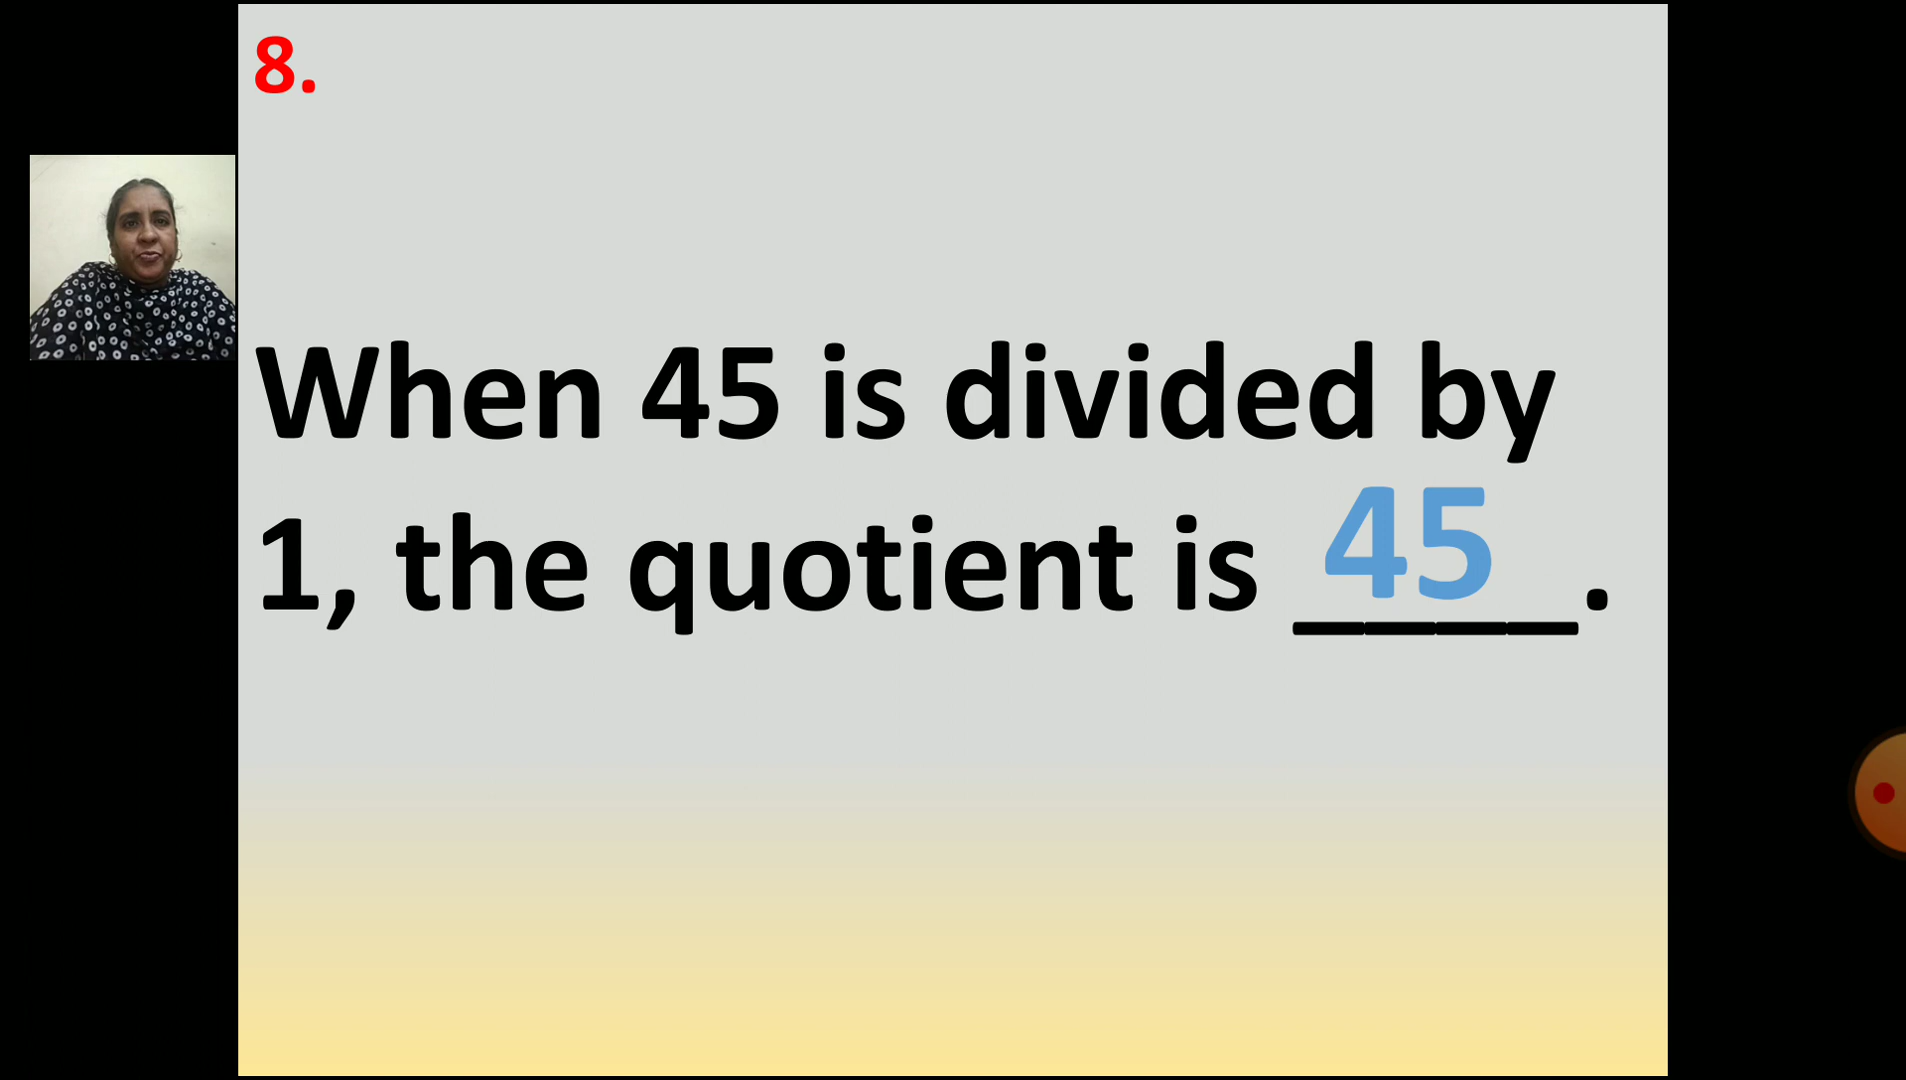 8.
When 45 is divided by
1, the quotient is 45.